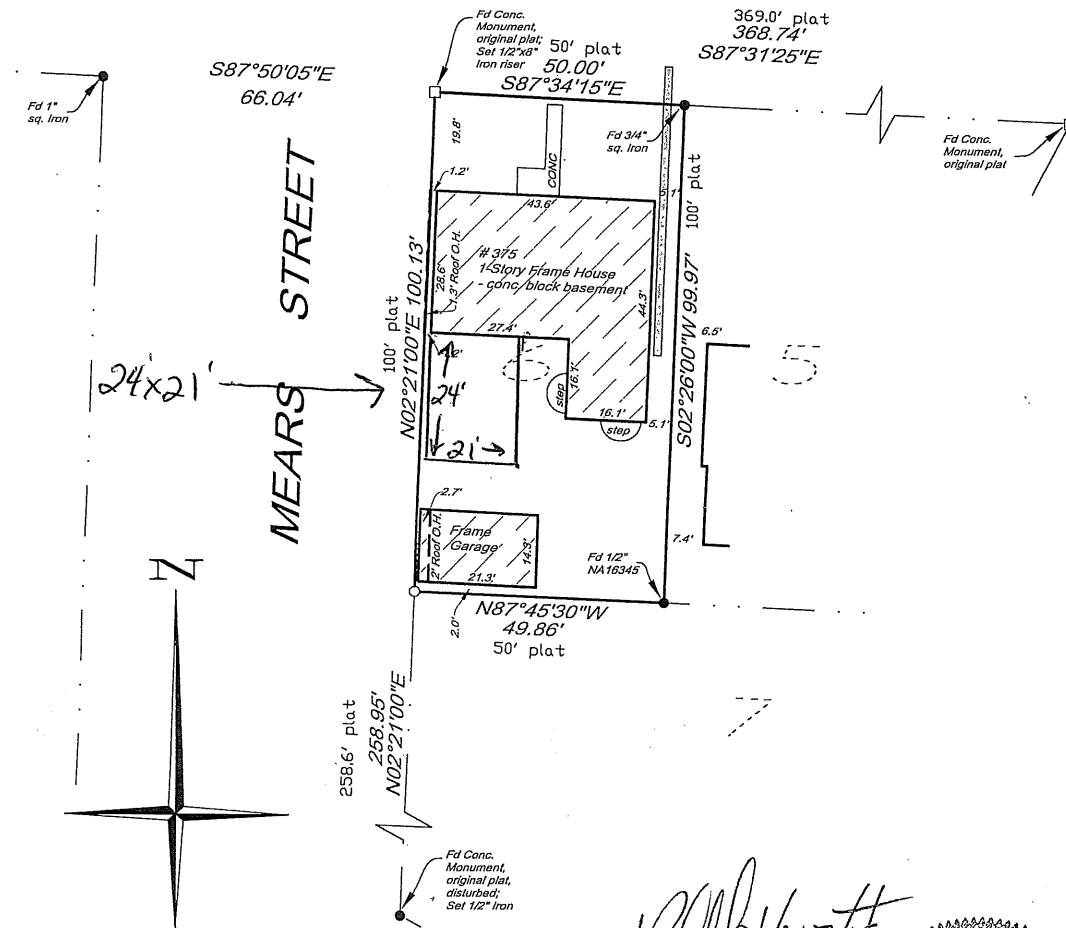 369.0' plat
368.74'
S87°31'25"E
Fd Conc.
Monument,
original plat;
Set 1/2"x8"
Iron riser
50' plat
50.00'
S87°34'15"E
S87°50'05"E
66.04'
Fd 1"
sq. Iron
Fd 3/4"
sq. Iron
Fd Conc.
Monument,
original plat
19.8'
CONC
1.2'
43.6'
5.1'
100' plat
S02°26'00"W 99.97'
MEARS STREET
100' plat
N02°21'00"E 100.13'
# 375
1-Story Frame House
- conc. block basement
28.6'
1.3' Roof O.H.
44.3'
27.4'
6
16.1'
step
16.1'
step
5.1'
6.5'
5
24'x21'
24'
21'
2.7'
2' Roof O.H.
Frame
Garage
14.3'
21.3'
7.4'
Fd 1/2"
NA16345
N
2.0'
N87°45'30"W
49.86'
50' plat
7
258.6' plat
258.95'
N02°21'00"E
Fd Conc.
Monument,
original plat,
disturbed;
Set 1/2" Iron